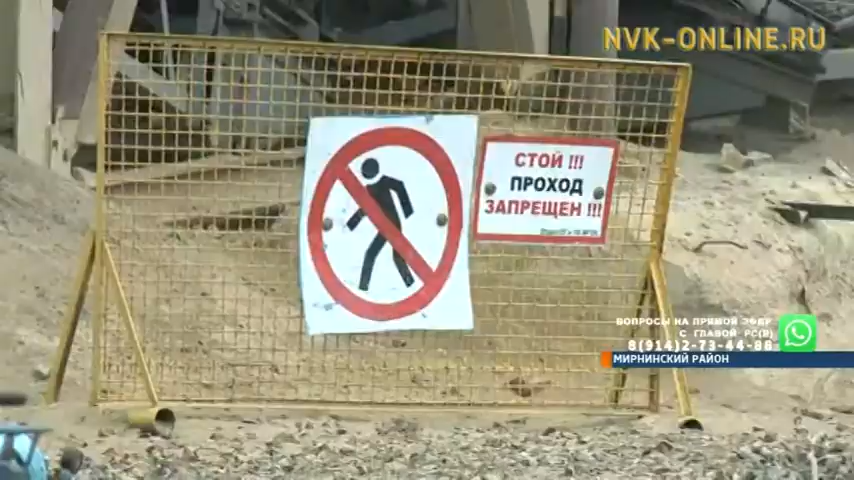 NVK-ONLINE.RU
СТОЙ !!!
ПРОХОД
ЗАПРЕЩЕН !!!
ВОПРОСЫ НА ПРЯМОЙ ЭФИР
С ГЛАВОЙ РС(Я)
8(914)2-73-44-88
МИРНИНСКИЙ РАЙОН